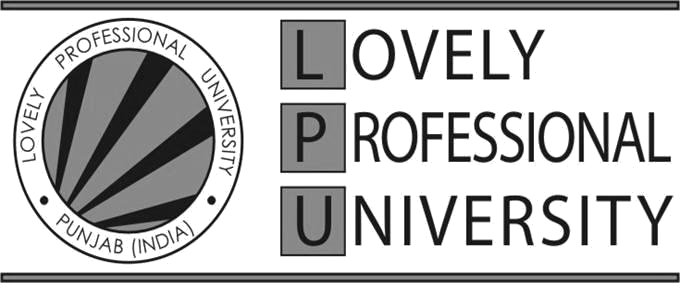 LOVELY PROFESSIONAL UNIVERSITY
• PUNJAB (INDIA) •
LOVELY
PROFESSIONAL
UNIVERSITY